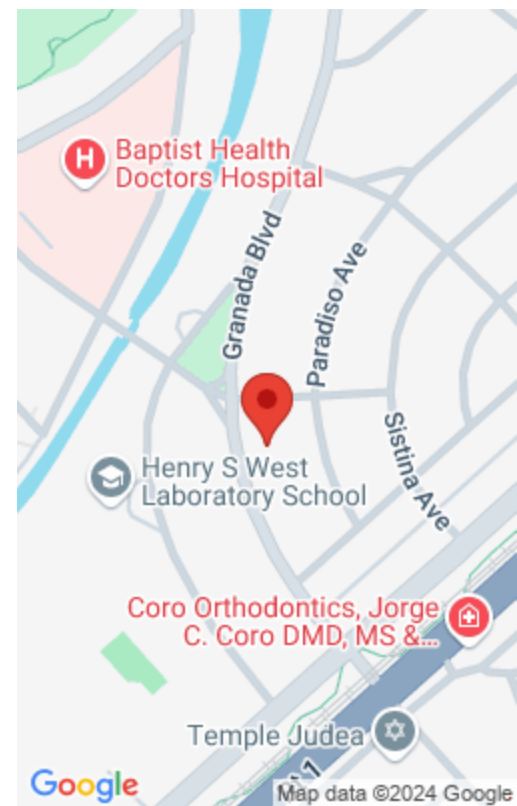 H
Baptist Health
Doctors Hospital
Granada Blvd
Paradiso Ave
Sistina Ave
Henry S West
Laboratory School
Coro Orthodontics, Jorge
C. Coro DMD, MS &...
Temple Judea
Google
Map data ©2024 Google